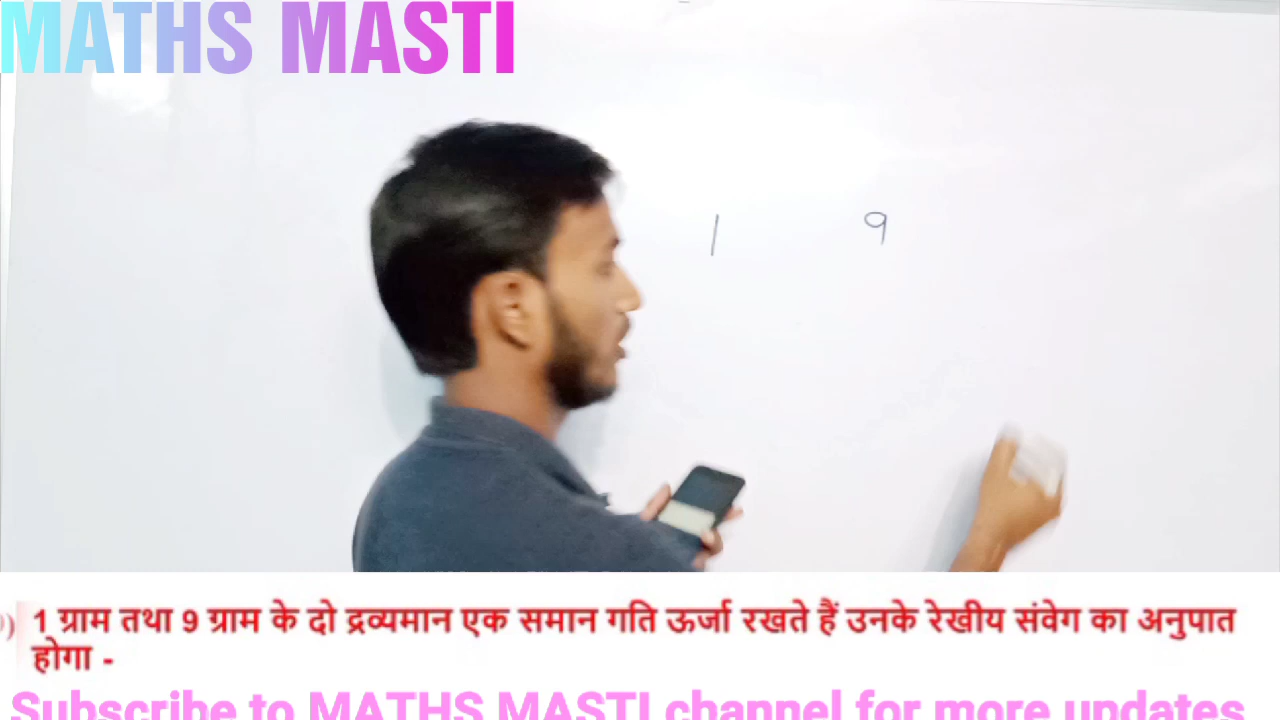 MATHS MASTI
1 9
1 ग्राम तथा 9 ग्राम के दो द्रव्यमान एक समान गति ऊर्जा रखते हैं उनके रेखीय संवेग का अनुपात
होगा -
Subscribe to MATHS MASTI channel for more updates